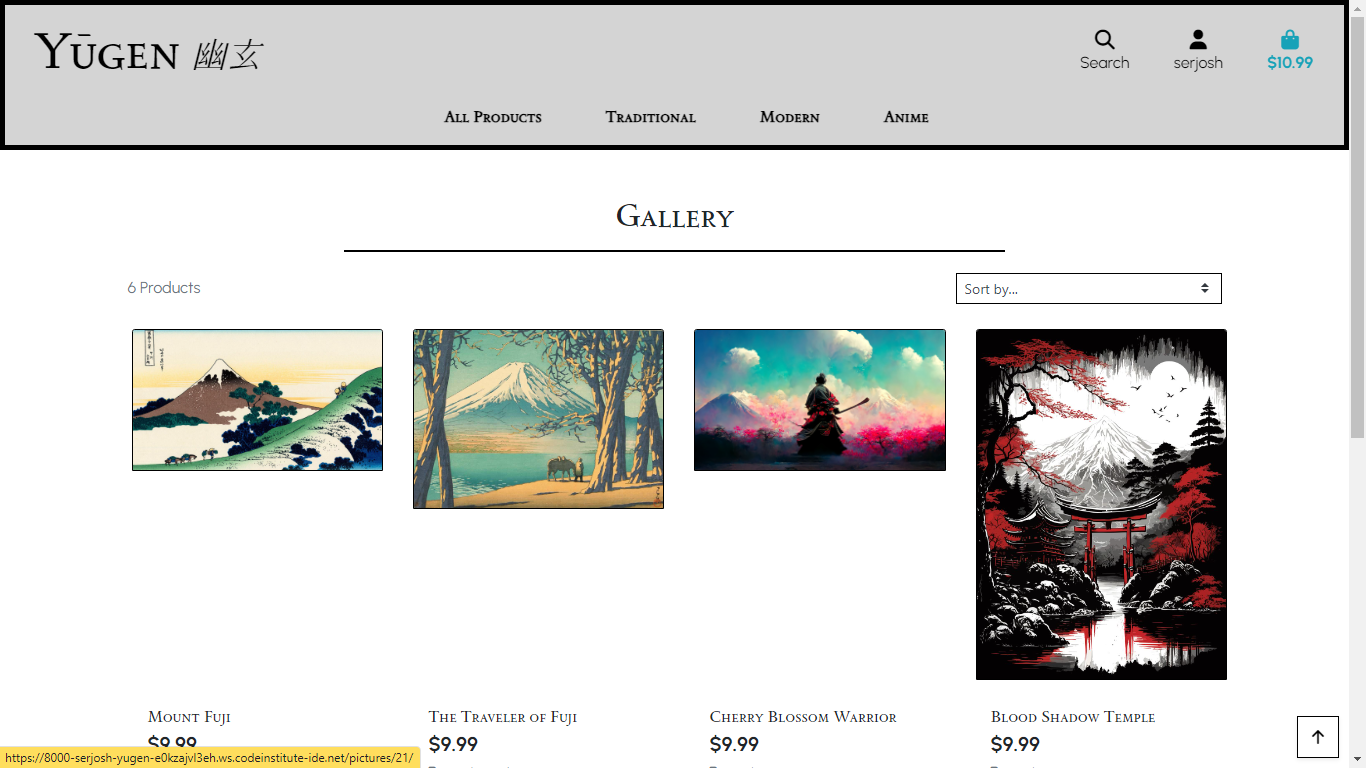 Yūgen 幽玄
Search
serjosh
$10.99
All Products
Traditional
Modern
Anime
Gallery
6 Products
Sort by...
Mount Fuji
The Traveler of Fuji
Cherry Blossom Warrior
Blood Shadow Temple
$9.99
$9.99
$9.99
$9.99
https://8000-serjosh-yugen-e0kzajvl3eh.ws.codeinstitute-ide.net/pictures/21/